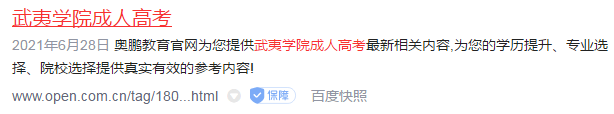 武夷学院成人高考
2021年6月28日 奥鹏教育官网为您提供武夷学院成人高考最新相关内容,为您的学历提升、专业选
择、院校选择提供真实有效的参考内容!
www.open.com.cn/tag/180...html 保障 百度快照